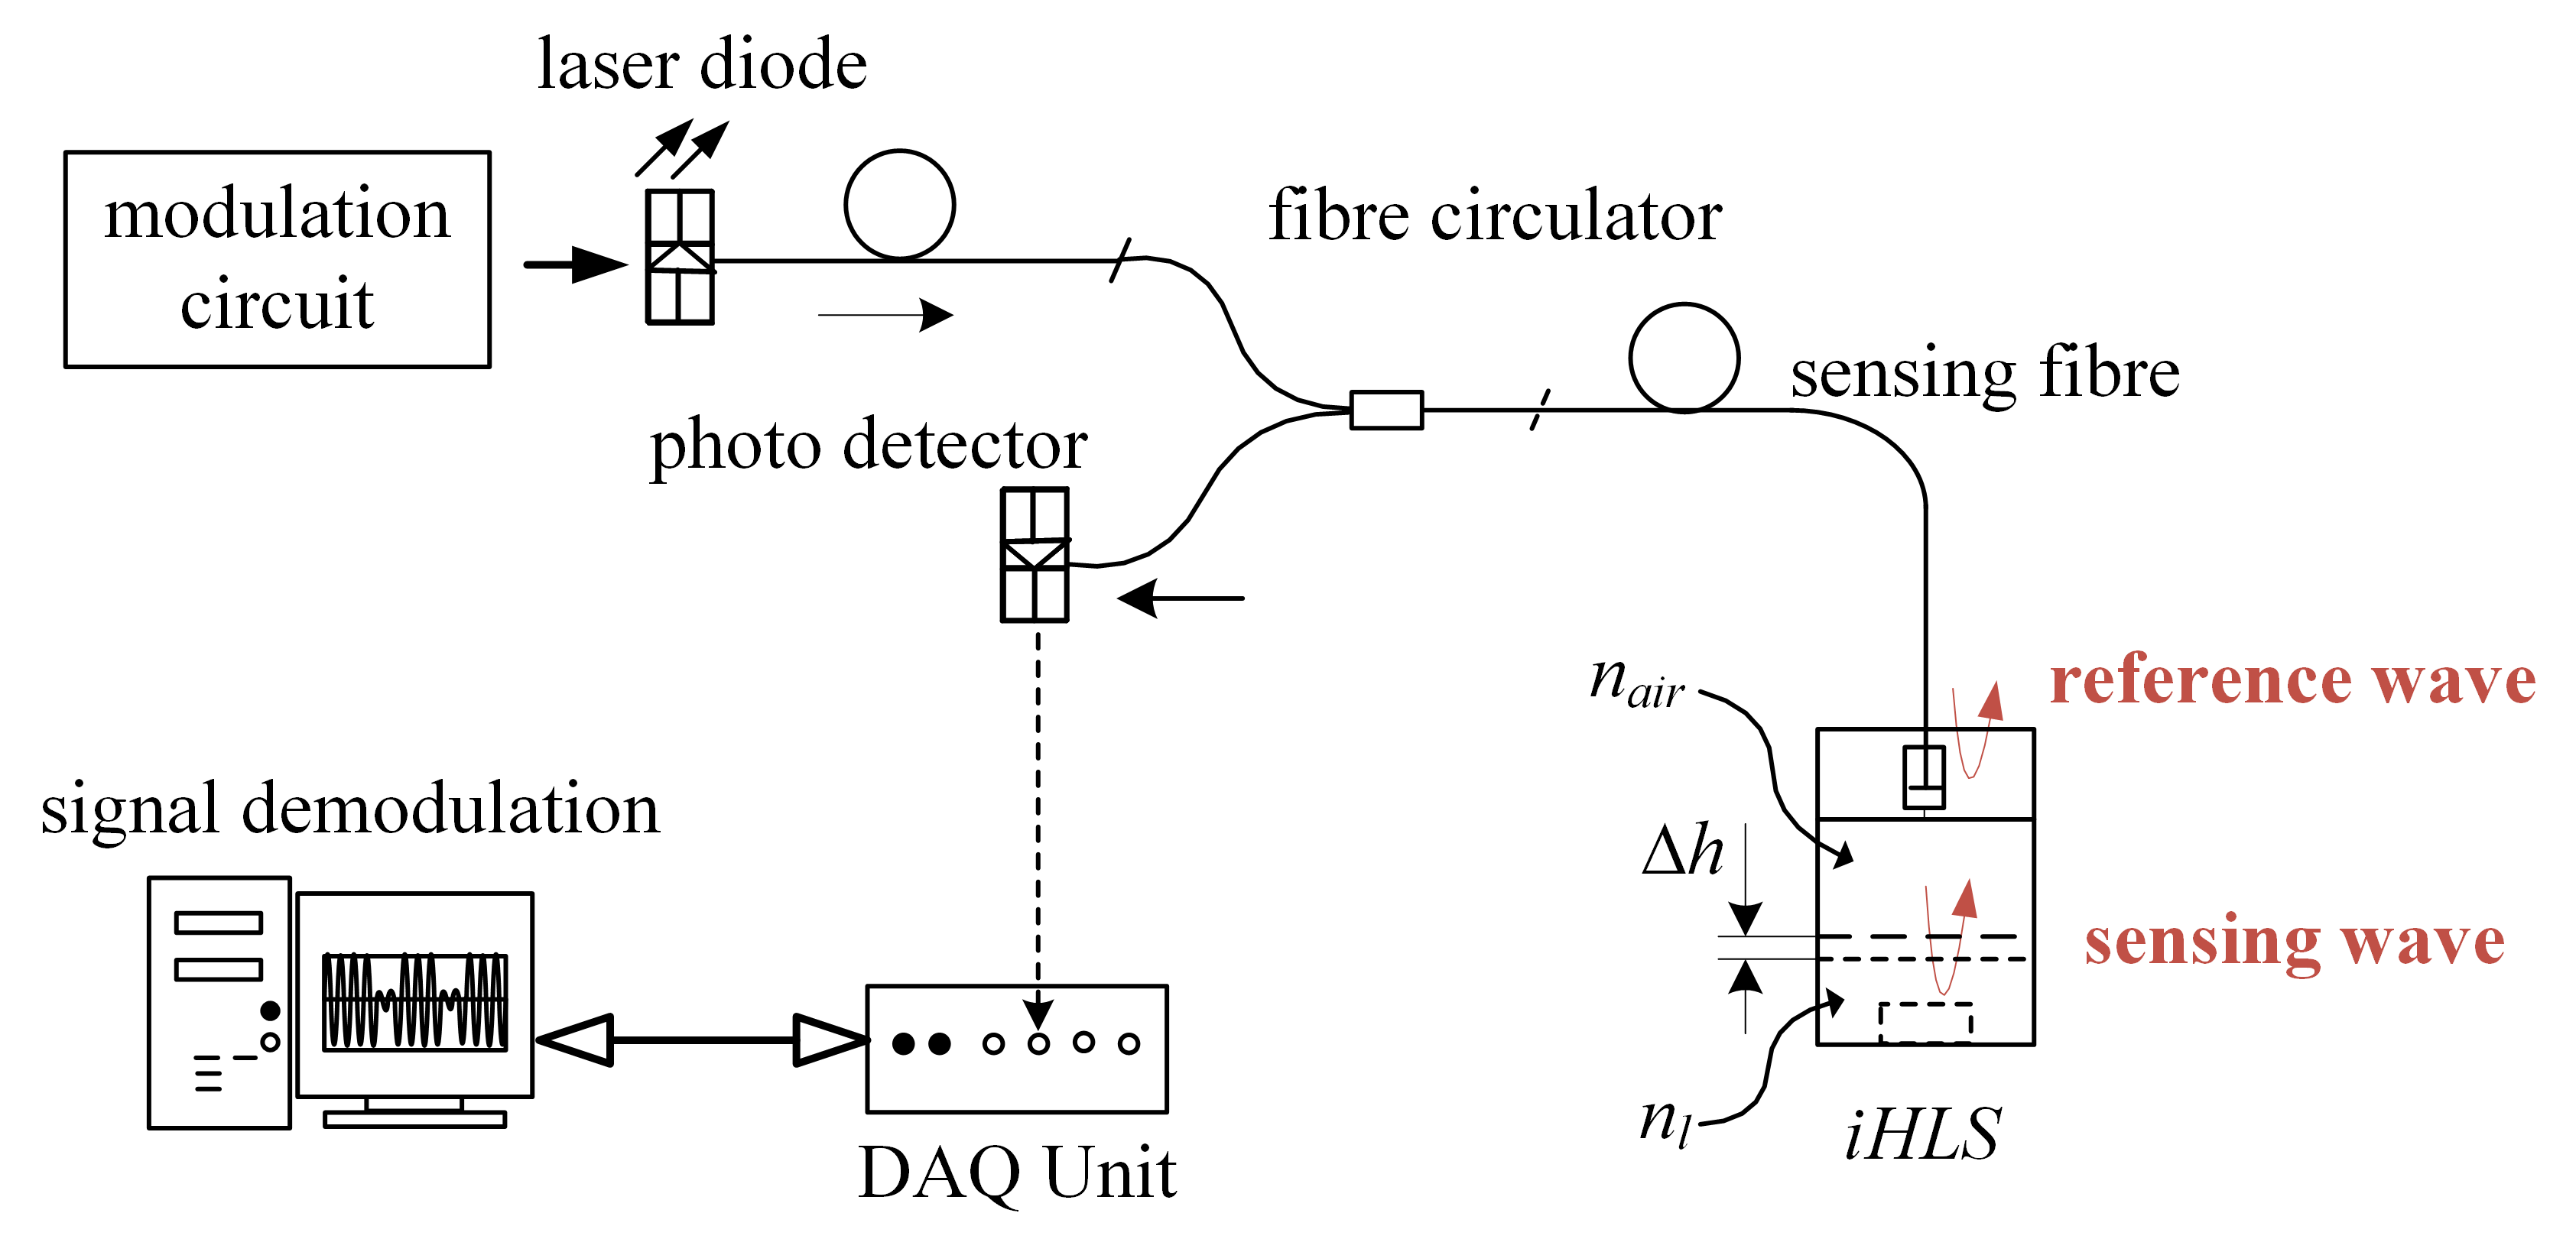 laser diode
modulation
circuit
fibre circulator
sensing fibre
photo detector
n_air
reference wave
signal demodulation
Δh
sensing wave
n_l
iHLS
DAQ Unit